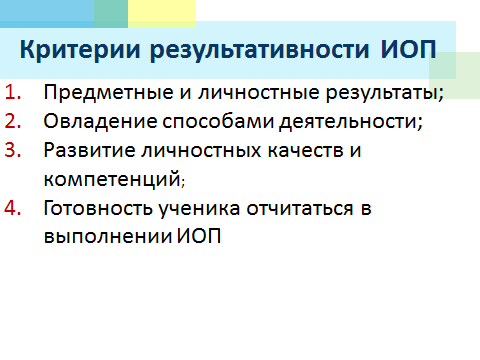 Критерии результативности ИОП
1. Предметные и личностные результаты;
2. Овладение способами деятельности;
3. Развитие личностных качеств и
компетенций;
4. Готовность ученика отчитаться в
выполнении ИОП